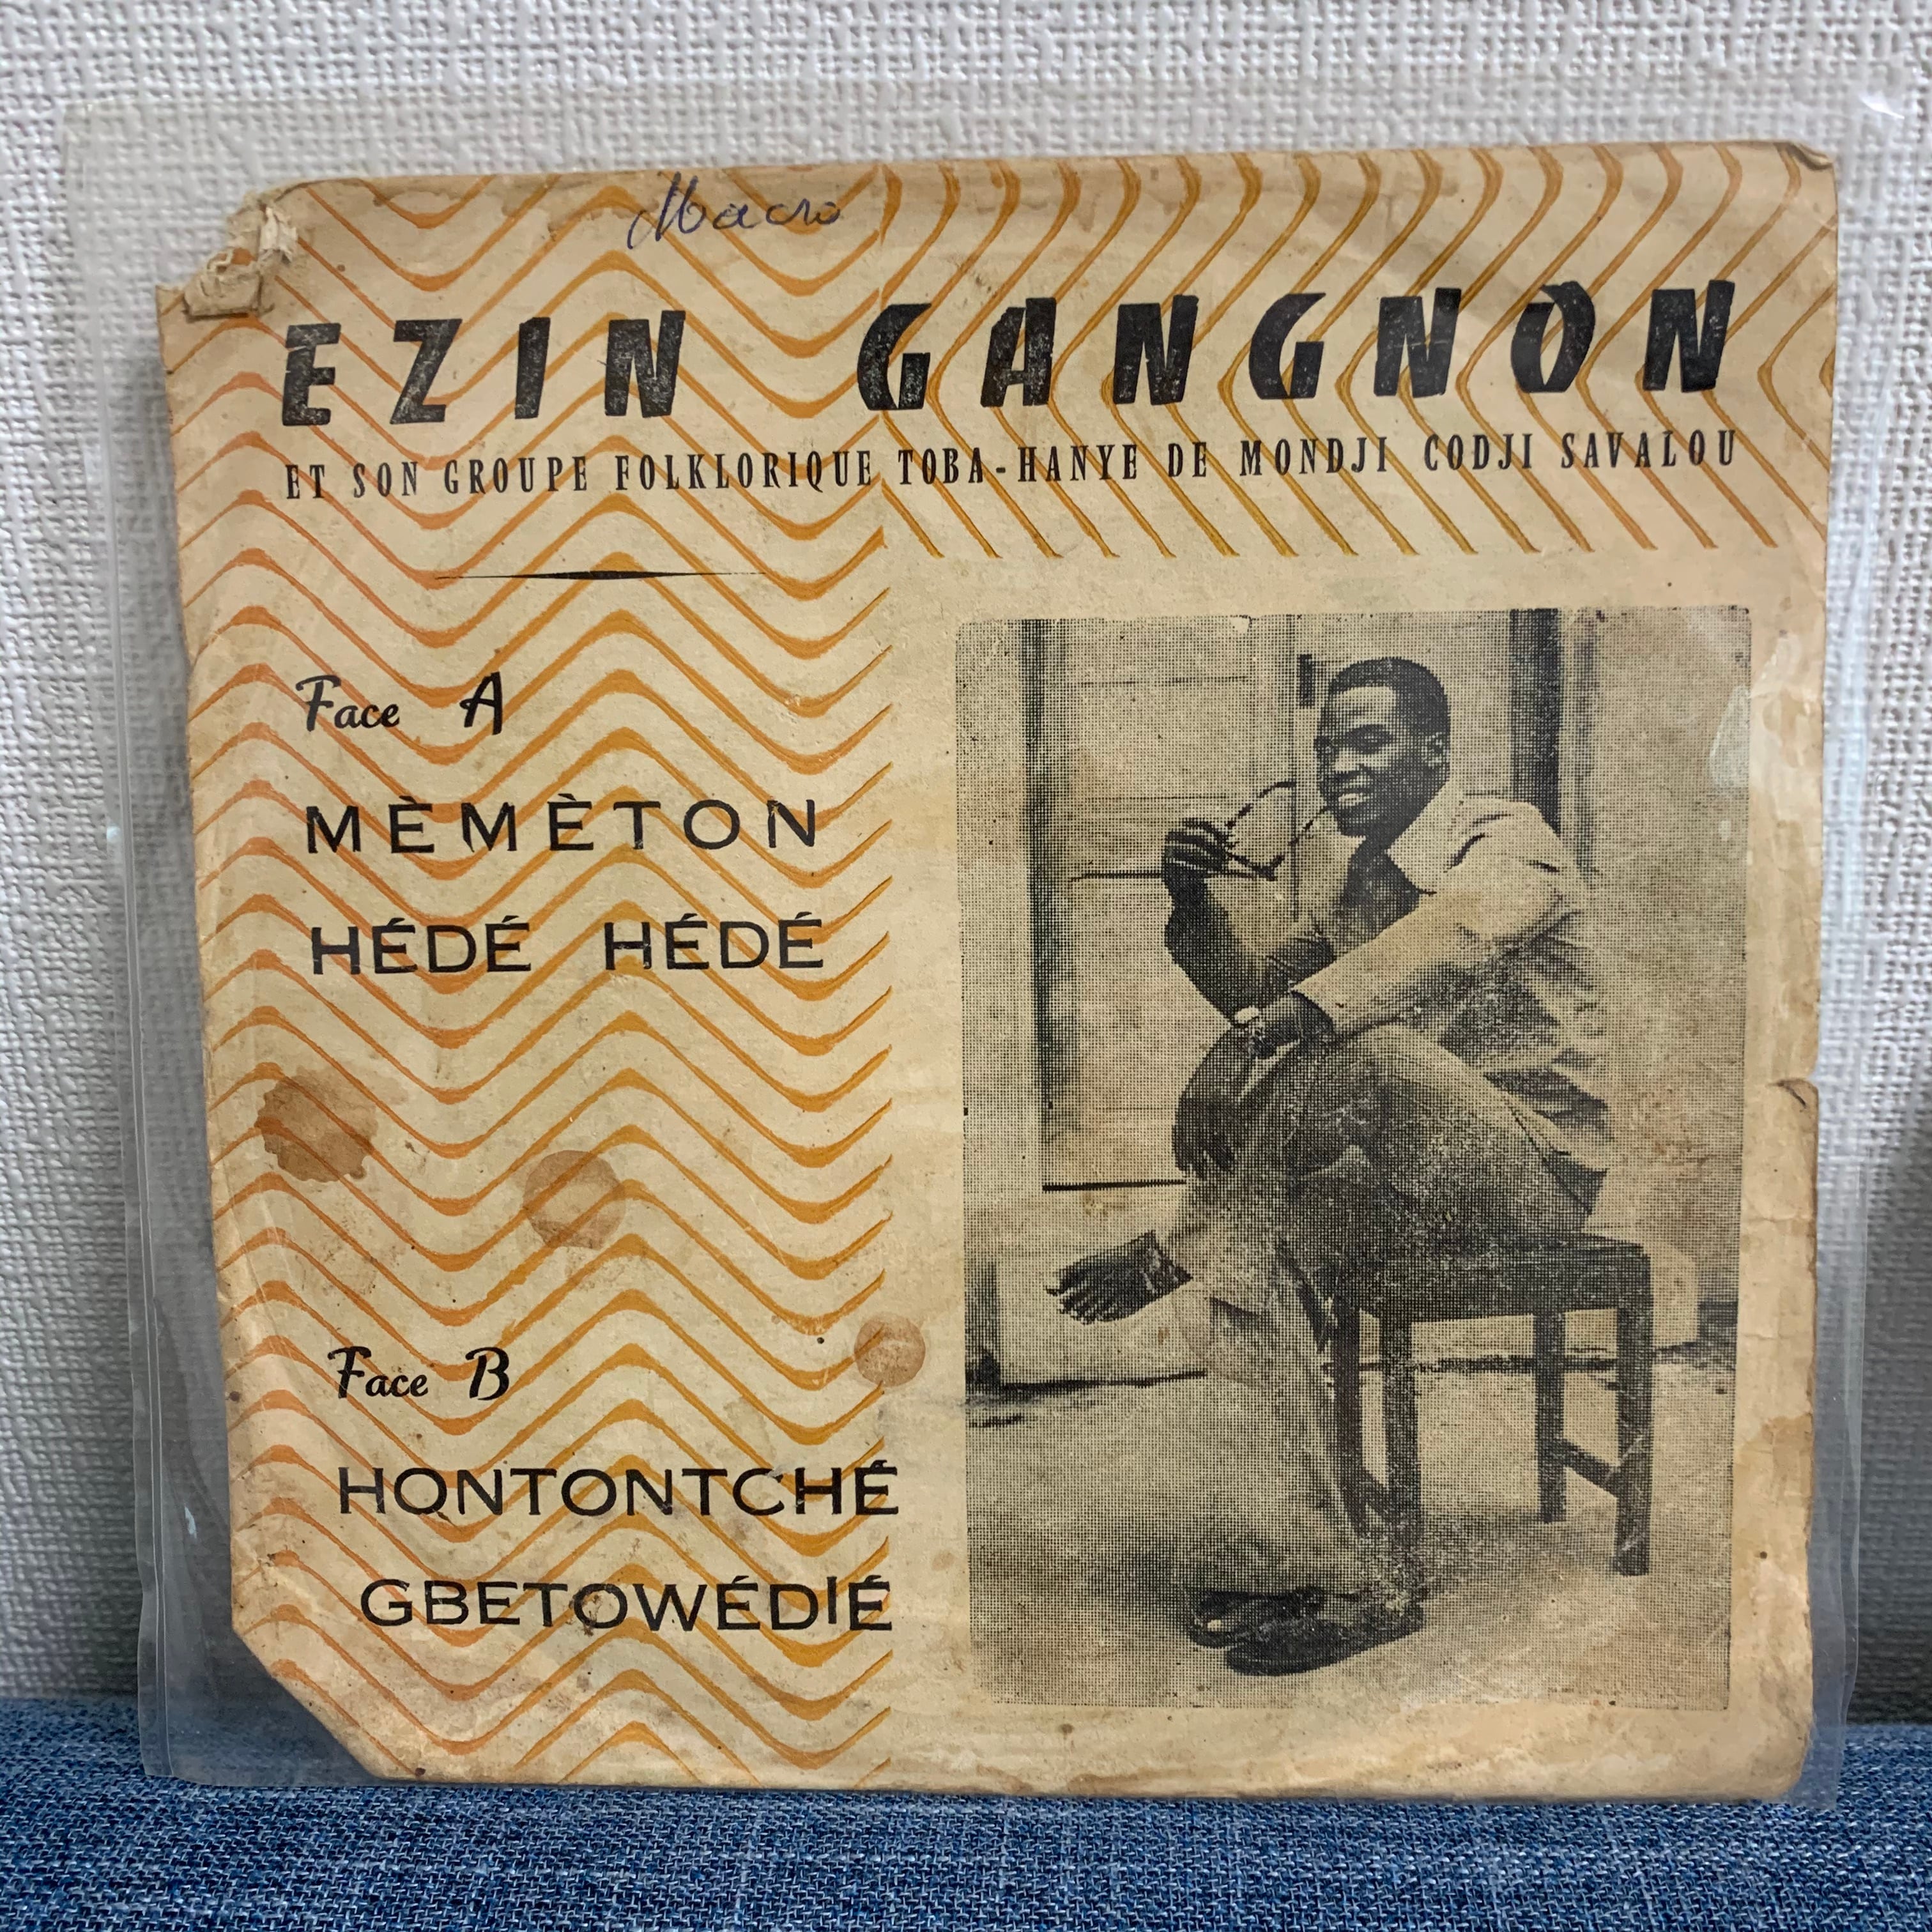 Macro
EZIN GANGNON
ET SON GROUPE FOLKLORIQUE TOBA-HANYE DE MONDJI CODJI SAVALOU
Face A
MÈMÈTON
HÉDÉ HÉDÉ
Face B
HONTONTCHÉ
GBETOWÉDIÉ